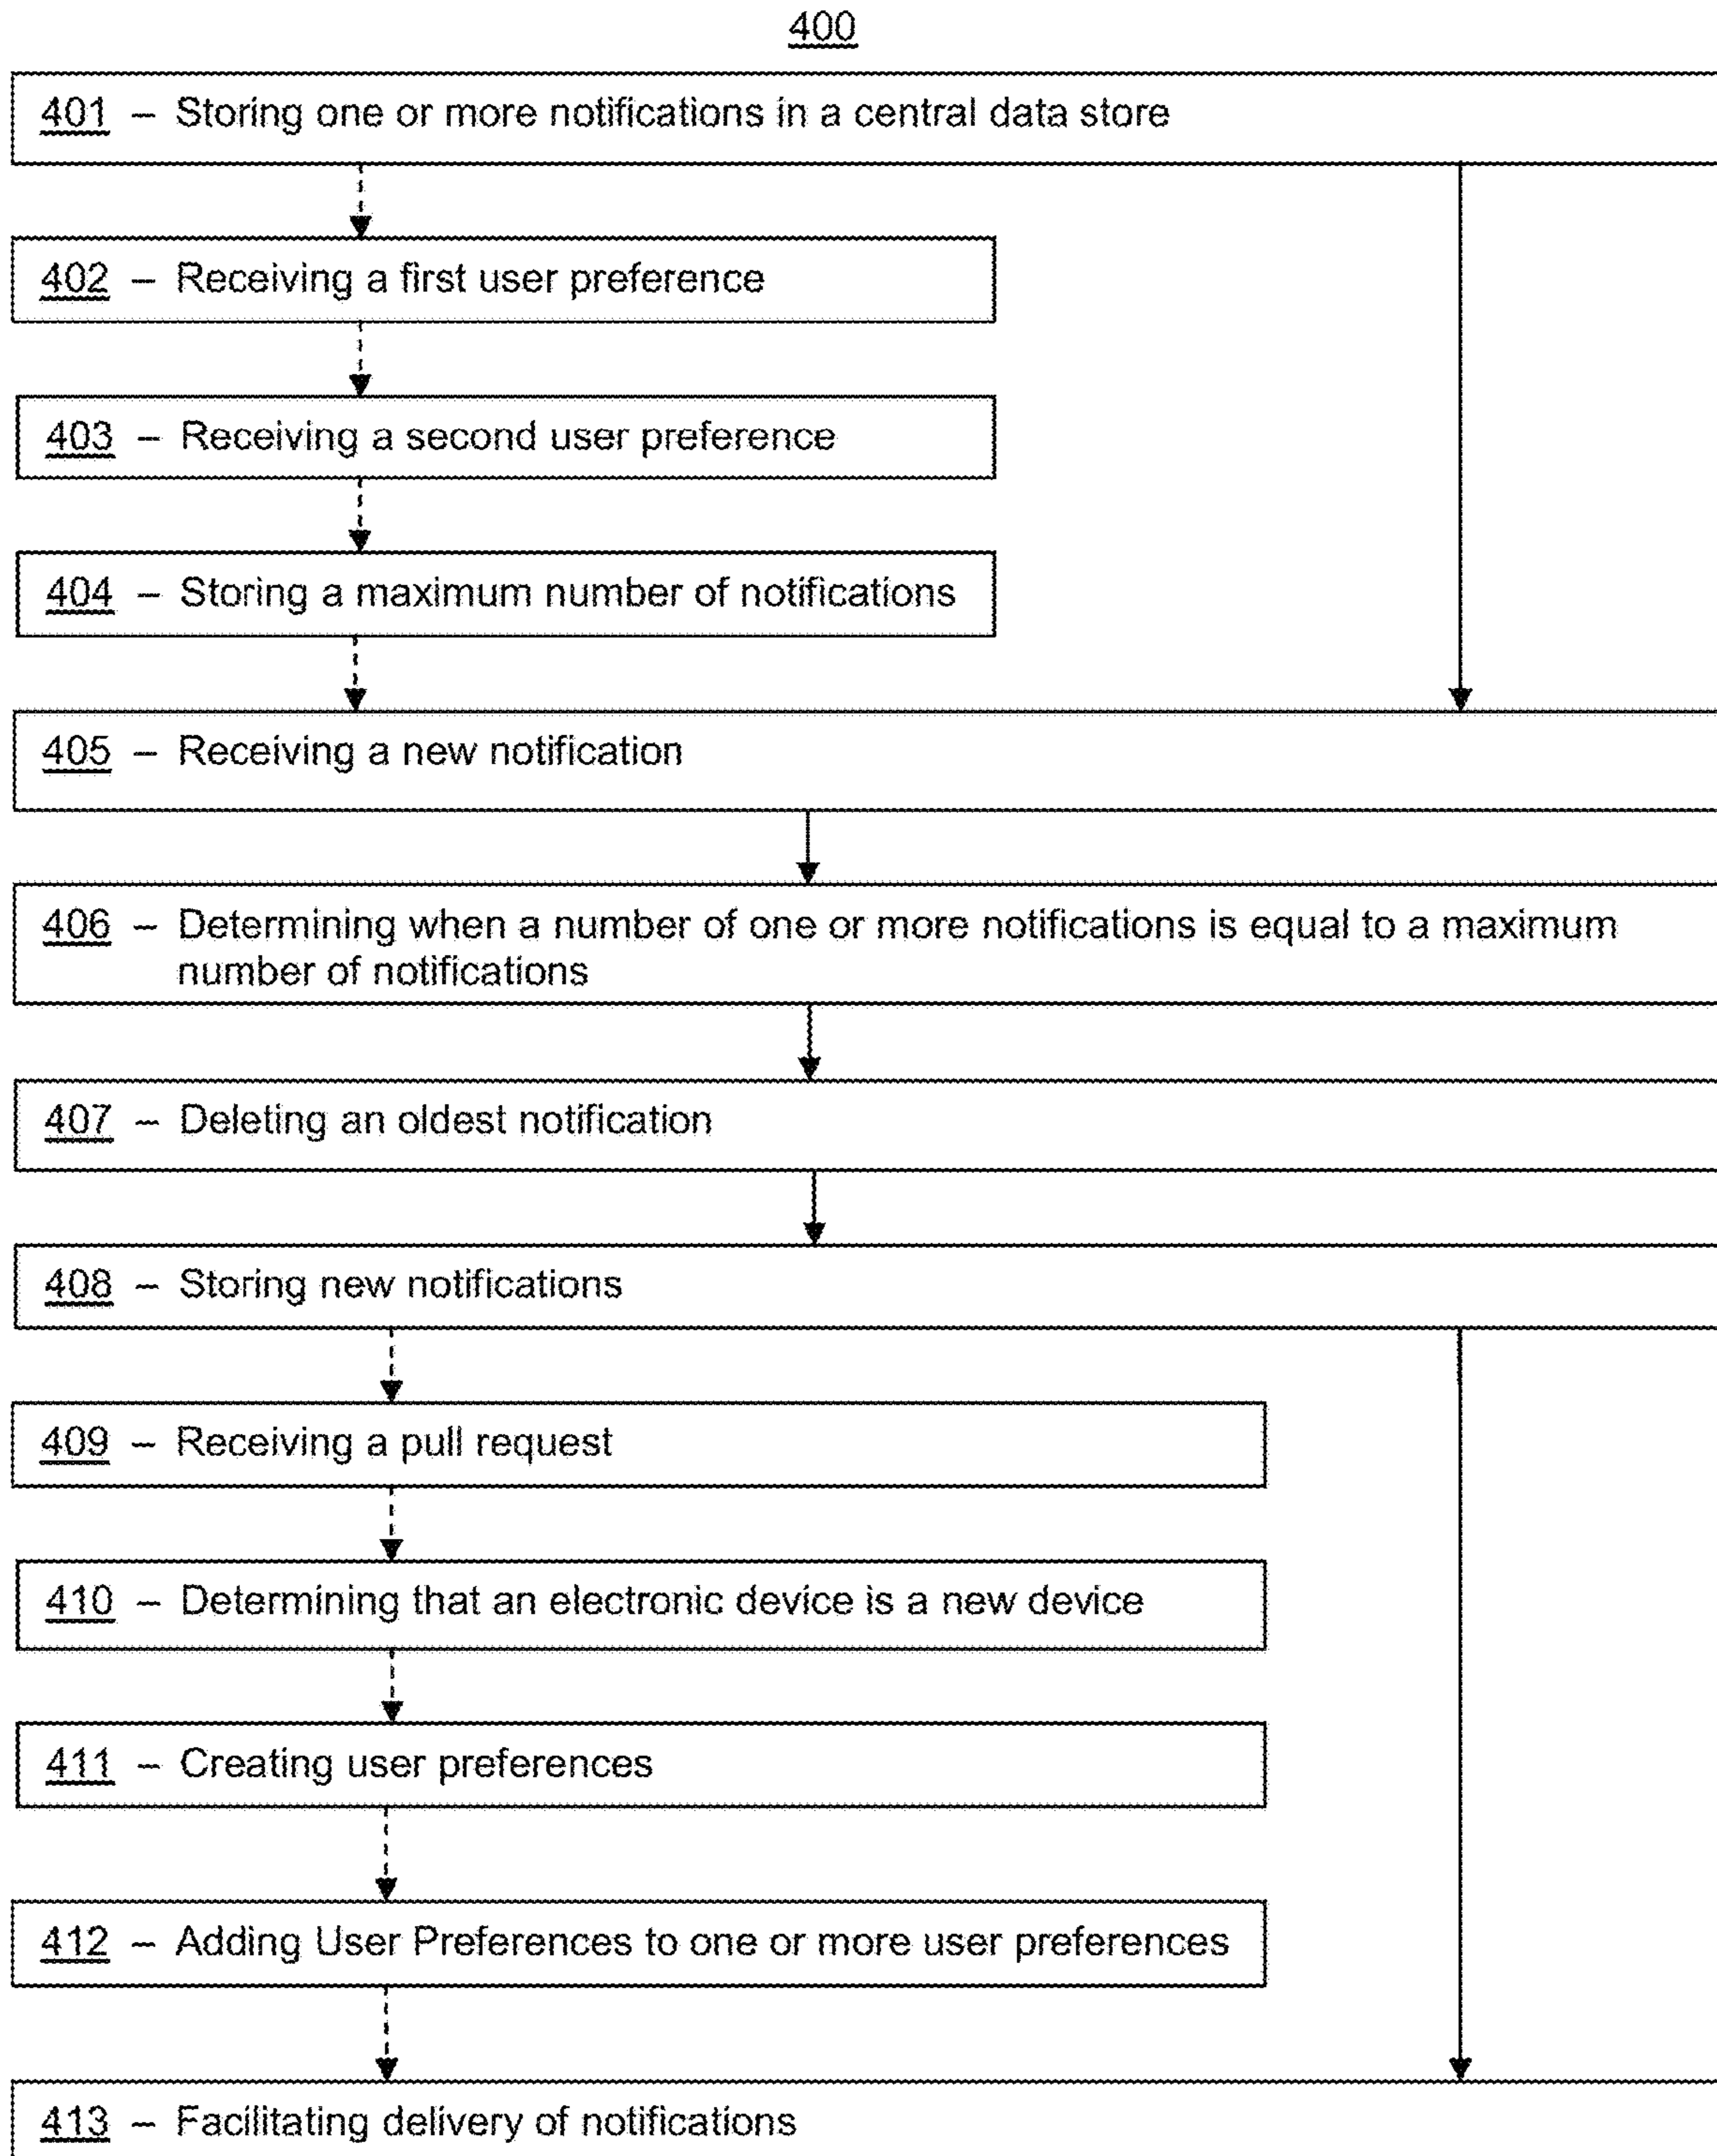 400
401 – Storing one or more notifications in a central data store
402 – Receiving a first user preference
403 – Receiving a second user preference
404 – Storing a maximum number of notifications
405 – Receiving a new notification
406 – Determining when a number of one or more notifications is equal to a maximum
number of notifications
407 – Deleting an oldest notification
408 – Storing new notifications
409 – Receiving a pull request
410 – Determining that an electronic device is a new device
411 – Creating user preferences
412 – Adding User Preferences to one or more user preferences
413 – Facilitating delivery of notifications